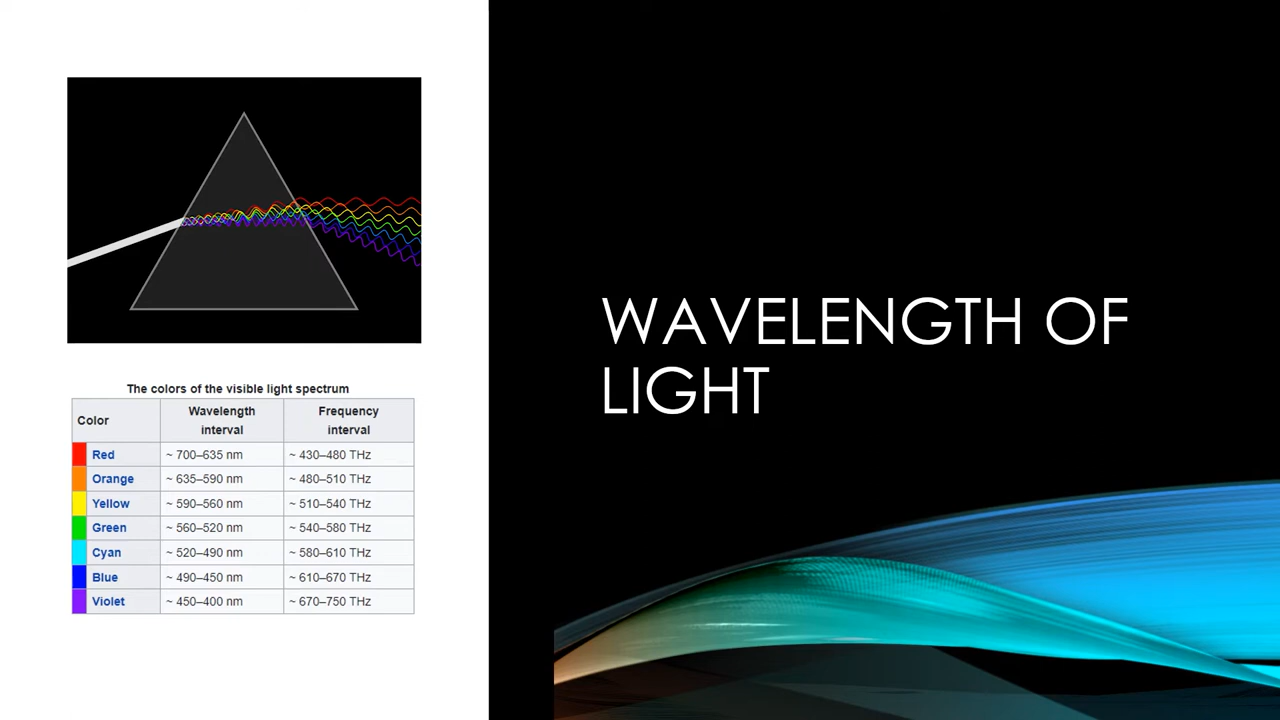 The colors of the visible light spectrum
Color Wavelength interval Frequency interval
Red ~ 700–635 nm ~ 430–480 THz
Orange ~ 635–590 nm ~ 480–510 THz
Yellow ~ 590–560 nm ~ 510–540 THz
Green ~ 560–520 nm ~ 540–580 THz
Cyan ~ 520–490 nm ~ 580–610 THz
Blue ~ 490–450 nm ~ 610–670 THz
Violet ~ 450–400 nm ~ 670–750 THz
WAVELENGTH OF
LIGHT